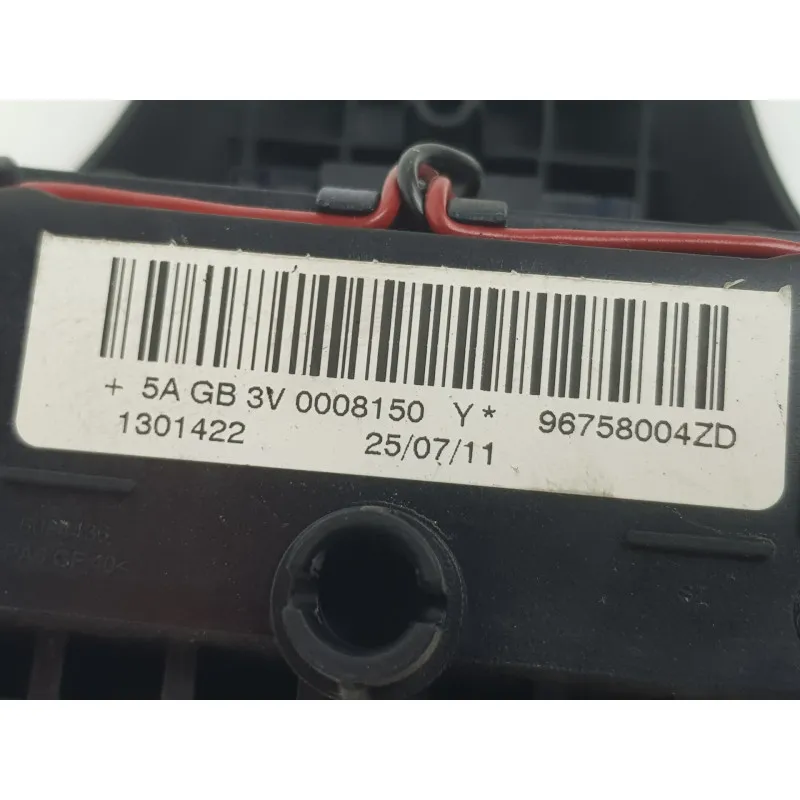 + 5A GB 3V 0008150 Y* 96758004ZD
1301422 25/07/11